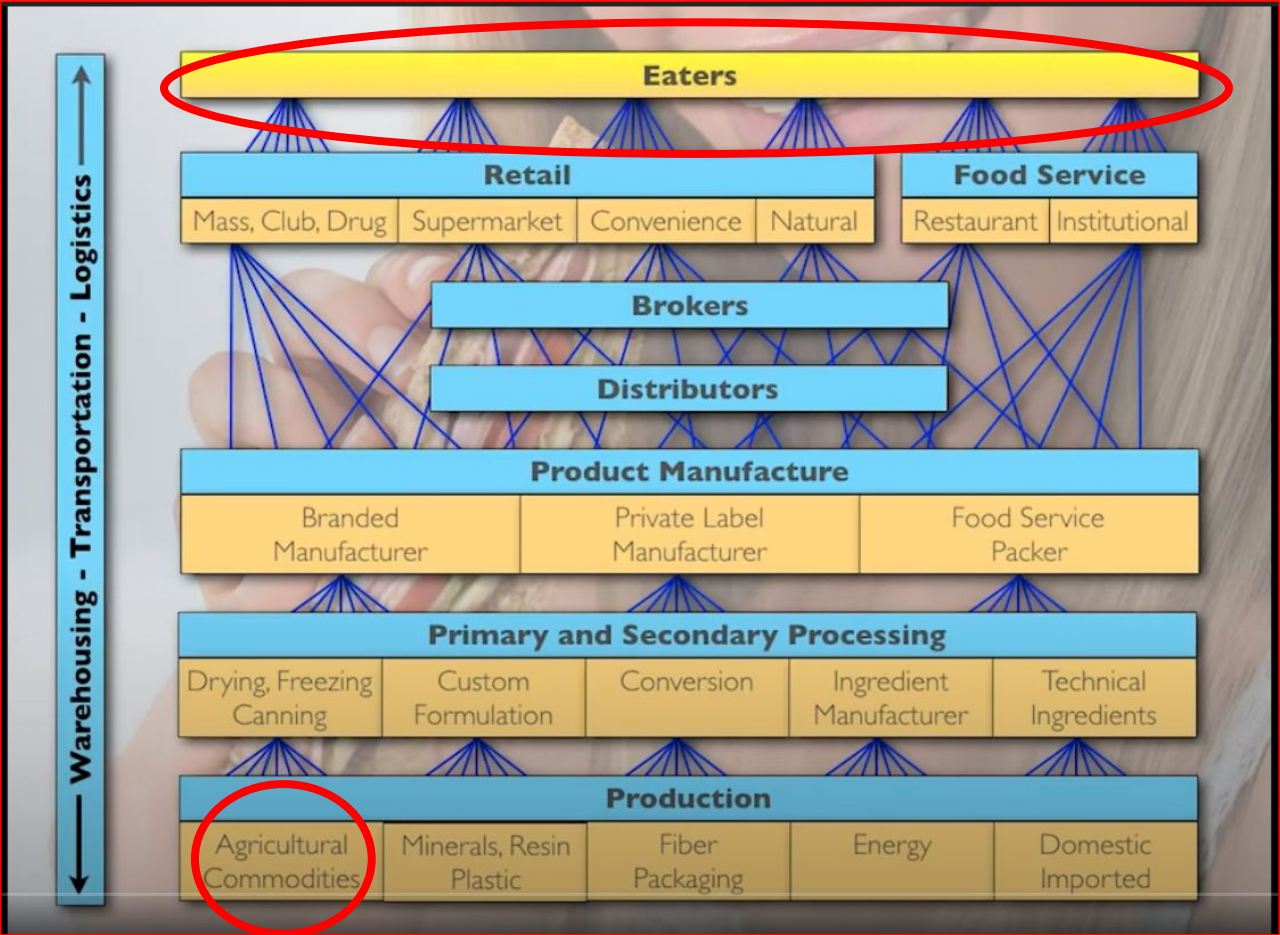 Eaters
Retail
Food Service
Mass, Club, Drug
Supermarket
Convenience
Natural
Restaurant
Institutional
Brokers
Distributors
Product Manufacture
Branded
Manufacturer
Private Label
Manufacturer
Food Service
Packer
Primary and Secondary Processing
Drying, Freezing
Canning
Custom
Formulation
Conversion
Ingredient
Manufacturer
Technical
Ingredients
Production
Agricultural
Commodities
Minerals, Resin
Plastic
Fiber
Packaging
Energy
Domestic
Imported
Warehousing - Transportation - Logistics